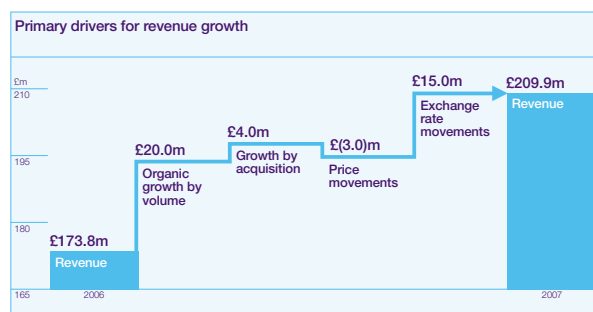 Primary drivers for revenue growth
£m
210
195
180
165
£173.8m
Revenue
2006
£20.0m
Organic
growth by
volume
£4.0m
Growth by
acquisition
£(3.0)m
Price
movements
£15.0m
Exchange
rate
movements
£209.9m
Revenue
2007